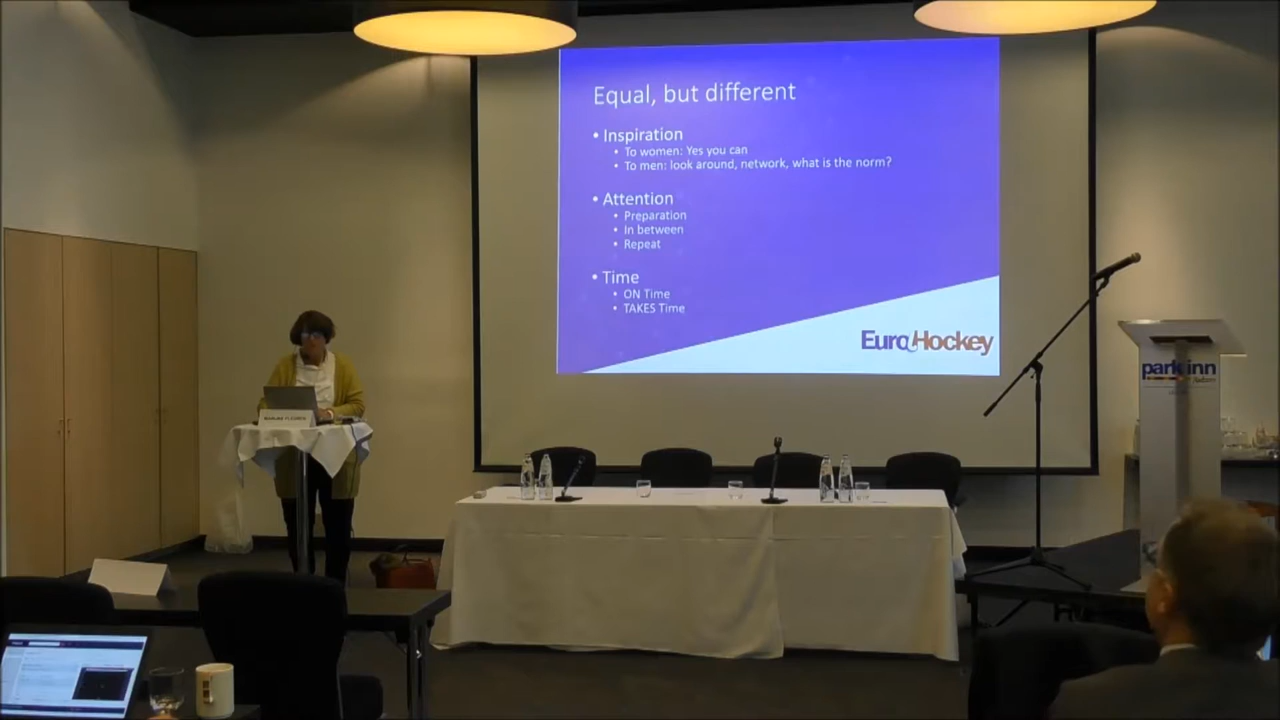 Equal, but different
• Inspiration
• To women: Yes you can
• To men: look around, network, what is the norm?
• Attention
• Preparation
• In between
• Repeat
• Time
• ON Time
• TAKES Time
EuroHockey
park inn